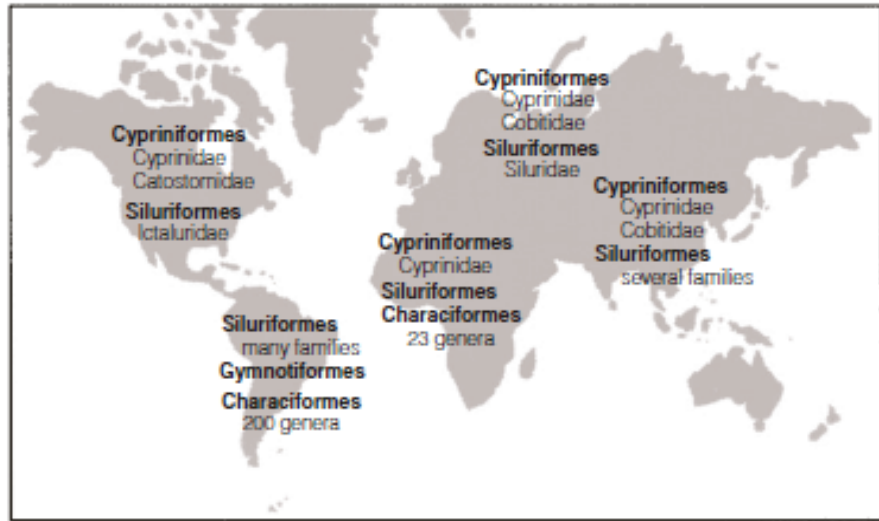 Cypriniformes
Cyprinidae
Catostomidae
Siluriformes
Ictaluridae
Cypriniformes
Cyprinidae
Cobitidae
Siluriformes
Siluridae
Cypriniformes
Cyprinidae
Cobitidae
Siluriformes
several families
Cypriniformes
Cyprinidae
Siluriformes
Characiformes
23 genera
Siluriformes
many families
Gymnotiformes
Characiformes
200 genera